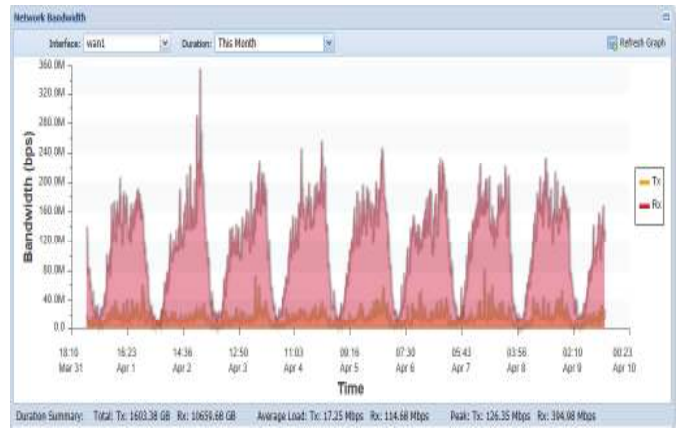 Network Bandwidth
Interface: wan1 Duration: This Month Refresh Graph
360.0M
320.0M
280.0M
240.0M
200.0M
160.0M
120.0M
80.0M
40.0M
0.0
Bandwidth (bps)
Tx
Rx
18:10 16:23 14:36 12:50 11:03 09:16 07:30 05:43 03:56 02:10 00:23
Mar 31 Apr 1 Apr 2 Apr 3 Apr 4 Apr 5 Apr 6 Apr 7 Apr 8 Apr 9 Apr 10
Time
Duration Summary: Total: Tx: 1603.38 GB Rx: 10659.68 GB Average Load: Tx: 17.25 Mbps Rx: 114.68 Mbps Peak: Tx: 126.35 Mbps Rx: 394.98 Mbps